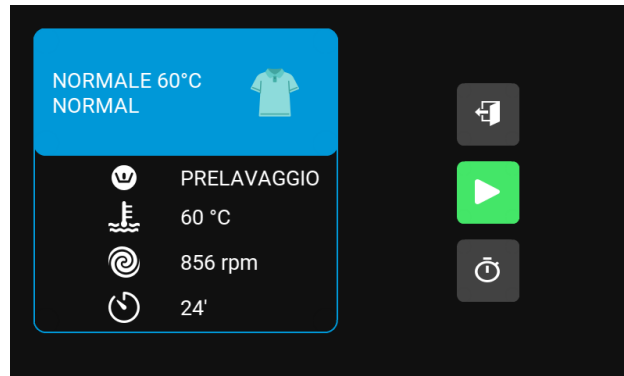 NORMALE 60°C
NORMAL
PRELAVAGGIO
60 °C
856 rpm
24'